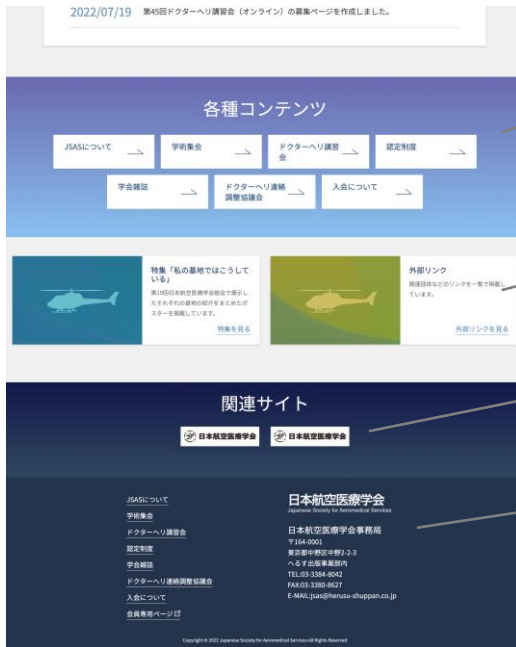 2022/07/19 第45回ドクターヘリ講習会（オンライン）の募集ページを作成しました。
各種コンテンツ
JSASについて
学術集会
ドクターヘリ講習
会
認定制度
学会雑誌
ドクターヘリ連絡
調整協議会
入会について
特集「私の基地ではこうして
いる」
第19回日本航空医療学会総会で展示し
たそれぞれの基地の紹介をまとめたポ
スターを掲載しています。
特集を見る
外部リンク
関連団体などのリンクを一覧で掲載し
ています。
外部リンクを見る
関連サイト
日本航空医療学会
日本航空医療学会
JSASについて
学術集会
ドクターヘリ講習会
認定制度
学会雑誌
ドクターヘリ連絡調整協議会
入会について
会員専用ページ
日本航空医療学会
Japanese Society for Aeromedical Services
日本航空医療学会事務局
〒164-0001
東京都中野区中野2-2-3
へるす出版事業部内
TEL:03-3384-8042
FAX:03-3380-8627
E-MAIL:jsas@herusu-shuppan.co.jp
Copyright © 2022 Japanese Society for Aeromedical Services All Rights Reserved